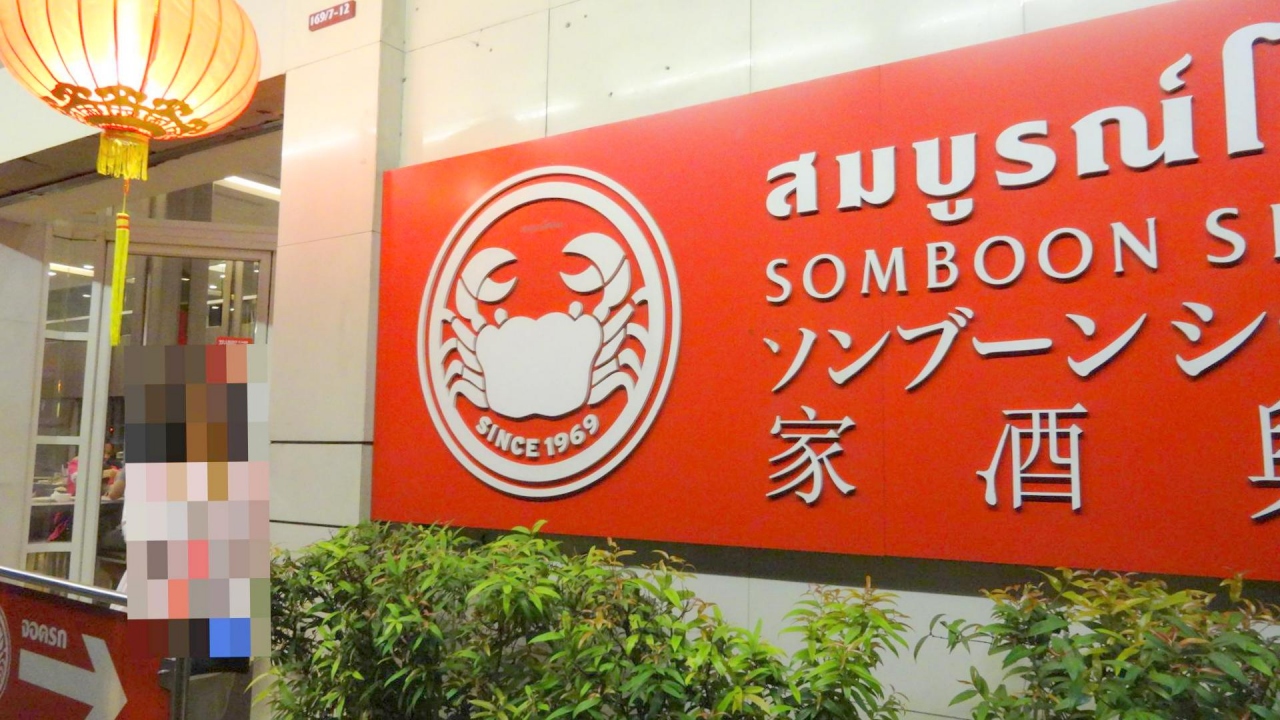 169/7-12
สมบูรณ์
SOMBOON
ソンブーンシ
家酒
SINCE 1969
จอดรถ